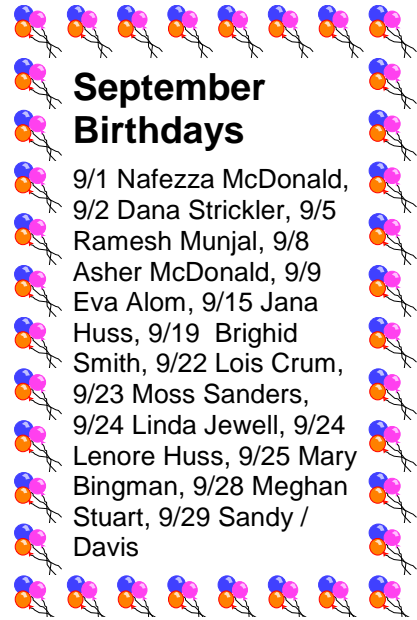 September
Birthdays
9/1 Nafezza McDonald,
9/2 Dana Strickler, 9/5
Ramesh Munjal, 9/8
Asher McDonald, 9/9
Eva Alom, 9/15 Jana
Huss, 9/19  Brighid
Smith, 9/22 Lois Crum,
9/23 Moss Sanders,
9/24 Linda Jewell, 9/24
Lenore Huss, 9/25 Mary
Bingman, 9/28 Meghan
Stuart, 9/29 Sandy /
Davis